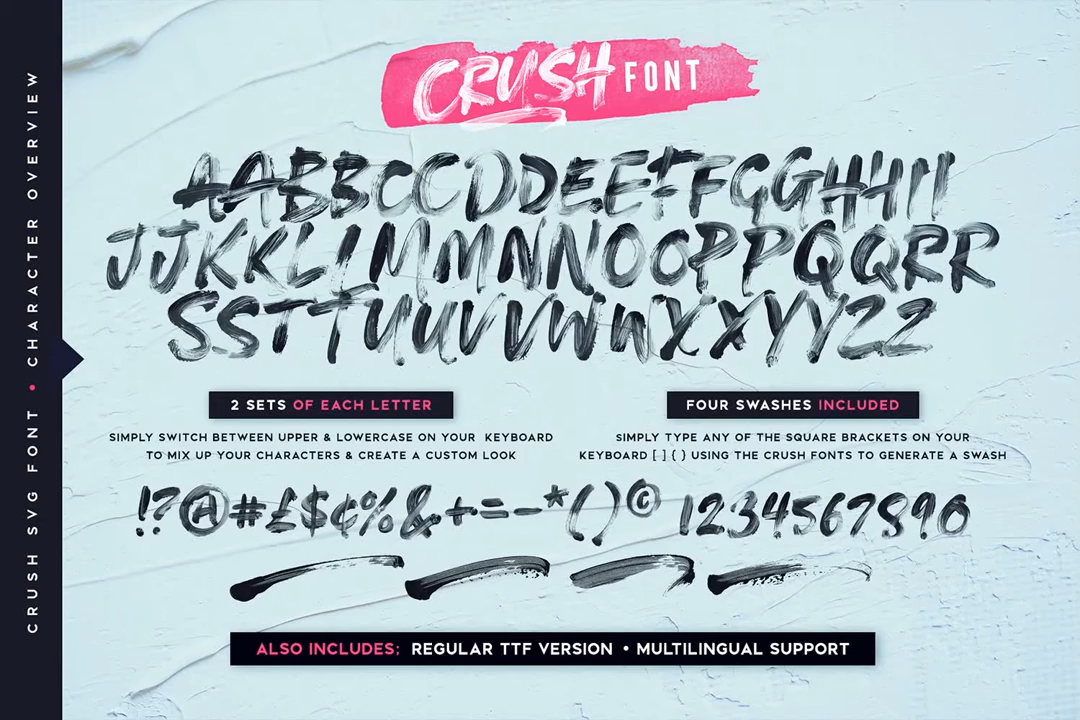 CRUSH FONT
AABBCCDDEEFFGGHHII
JJKKLLMMNNOOPPQQRR
SSTTUUVVWWXXYYZZ
2 SETS OF EACH LETTER
SIMPLY SWITCH BETWEEN UPPER & LOWERCASE ON YOUR KEYBOARD
TO MIX UP YOUR CHARACTERS & CREATE A CUSTOM LOOK
FOUR SWASHES INCLUDED
SIMPLY TYPE ANY OF THE SQUARE BRACKETS ON YOUR
KEYBOARD [ ] { } USING THE CRUSH FONTS TO GENERATE A SWASH
!?@#£$¢%&+=-*()© 1234567890
ALSO INCLUDES: REGULAR TTF VERSION • MULTILINGUAL SUPPORT
CRUSH SVG FONT • CHARACTER OVERVIEW